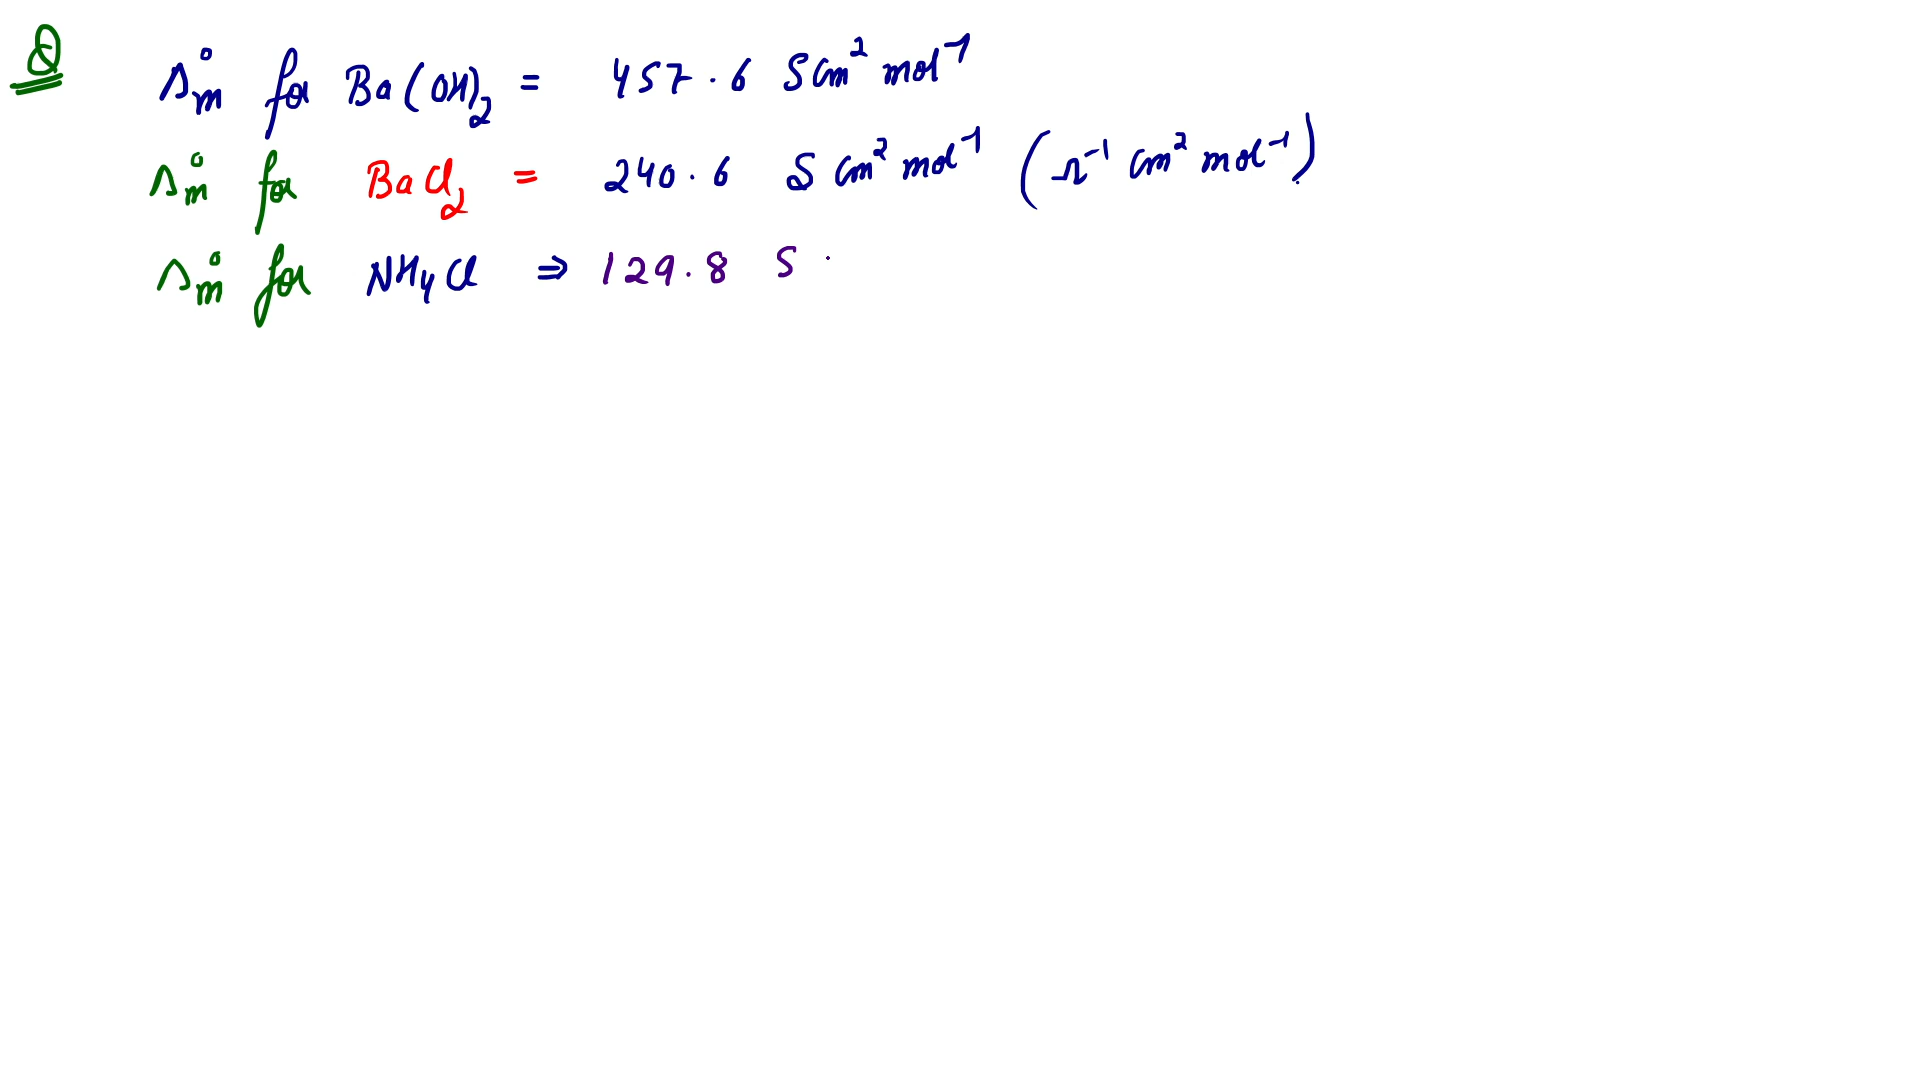 Q Λ°m for Ba(OH)₂ = 457.6 S cm² mol⁻¹
Λ°m for BaCl₂ = 240.6 S cm² mol⁻¹ (Ω⁻¹ cm² mol⁻¹)
Λ°m for NH₄Cl ⇒ 129.8 S .